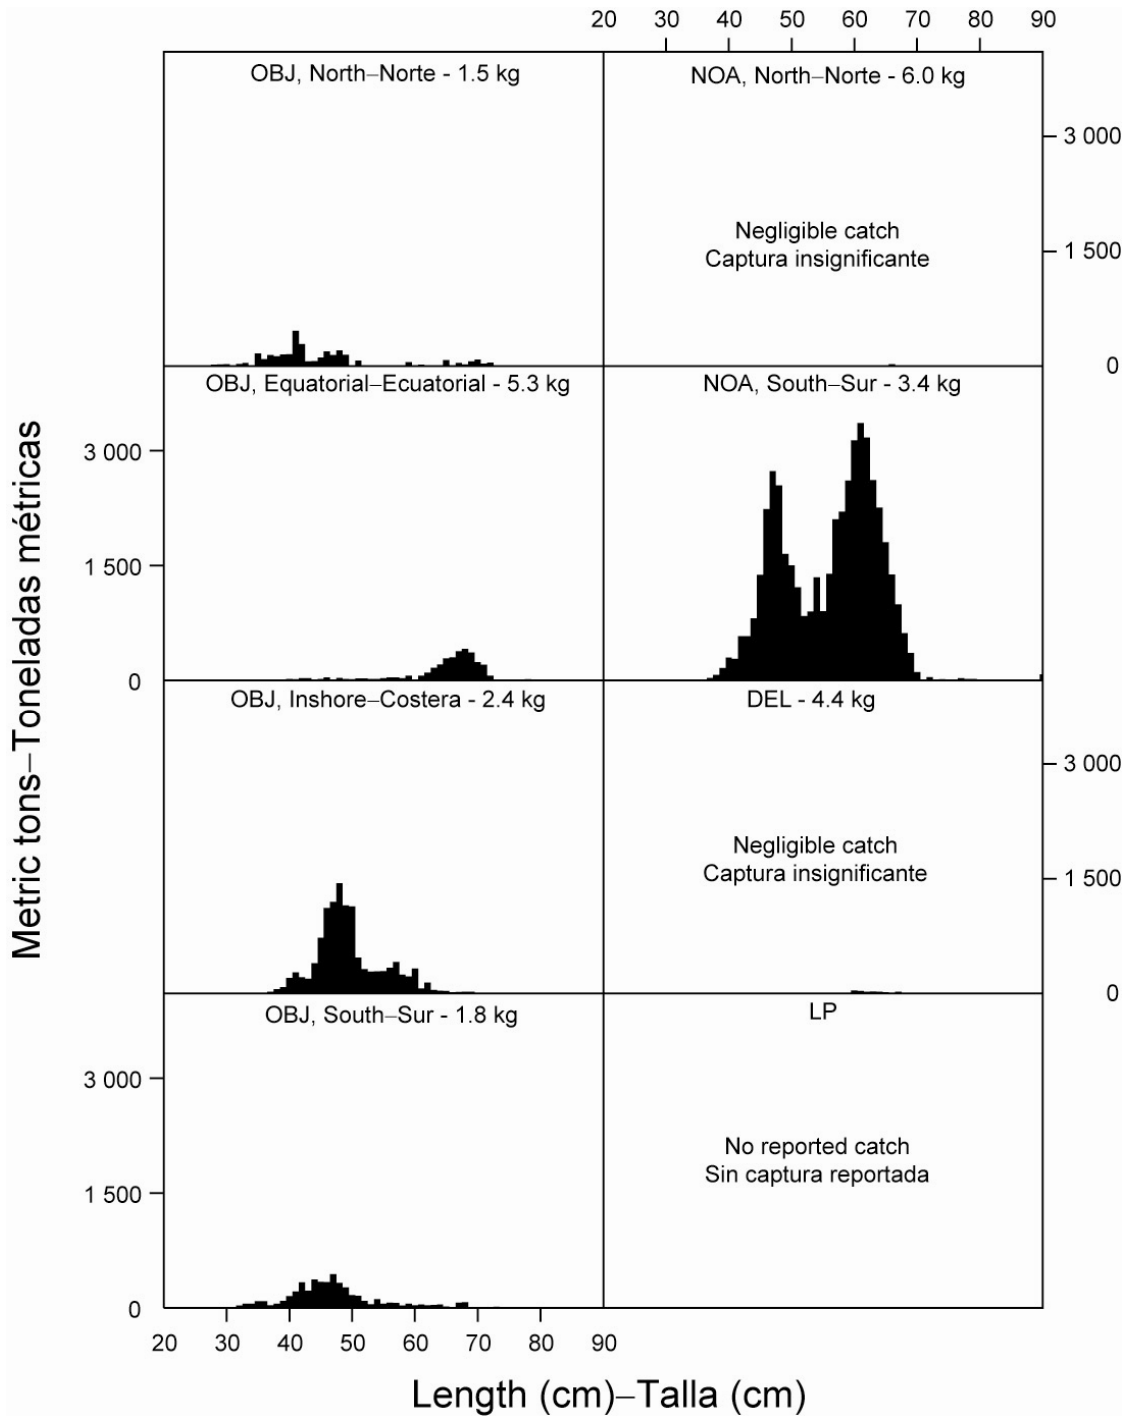 20 30 40 50 60 70 80 90
OBJ, North–Norte - 1.5 kg
NOA, North–Norte - 6.0 kg
3 000
Negligible catch
Captura insignificante
1 500
0
OBJ, Equatorial–Ecuatorial - 5.3 kg
NOA, South–Sur - 3.4 kg
3 000
1 500
0
OBJ, Inshore–Costera - 2.4 kg
DEL - 4.4 kg
3 000
Negligible catch
Captura insignificante
1 500
0
OBJ, South–Sur - 1.8 kg
LP
3 000
No reported catch
Sin captura reportada
1 500
0
20 30 40 50 60 70 80 90
Length (cm)–Talla (cm)
Metric tons–Toneladas métricas